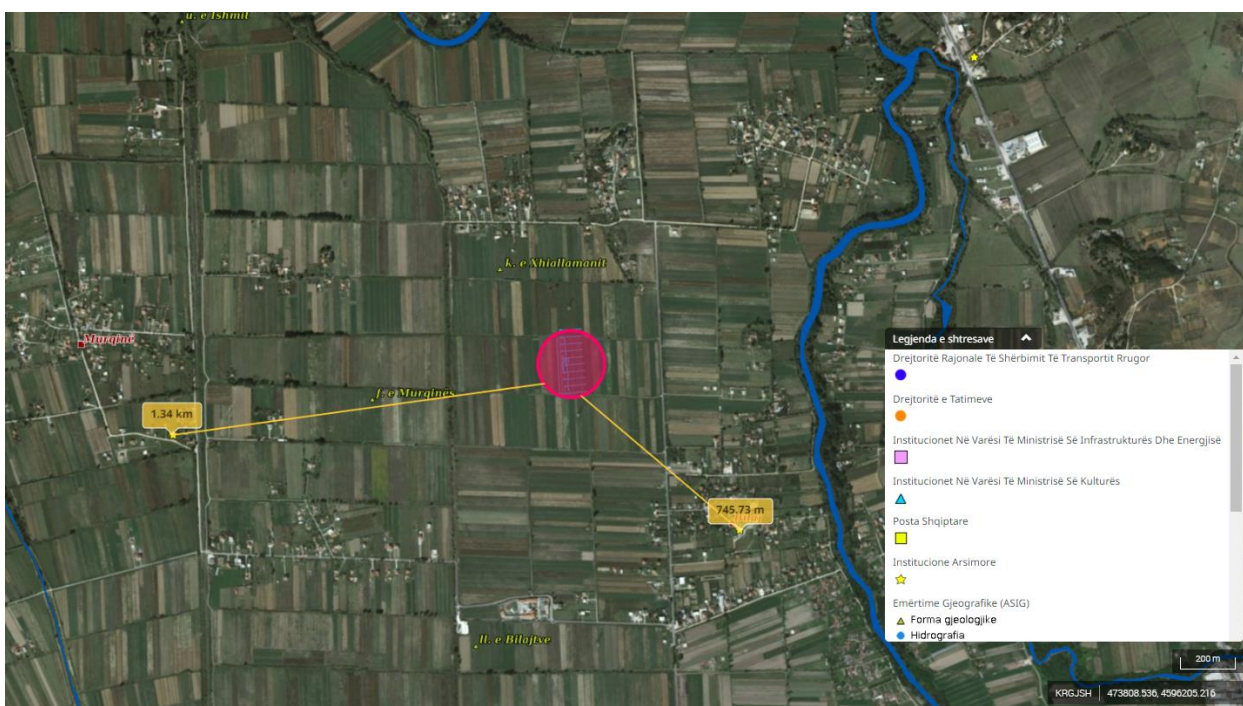 u. e Ishmit
k. e Xhiallamanit
Murqinë
f. e Murqinës
1.34 km
745.73 m
ll. e Bilajtve
Legjenda e shtresave
Drejtoritë Rajonale Të Shërbimit Të Transportit Rrugor
Drejtoritë e Tatimeve
Institucionet Në Varësi Të Ministrisë Së Infrastrukturës Dhe Energjisë
Institucionet Në Varësi Të Ministrisë Së Kulturës
Posta Shqiptare
Institucione Arsimore
Emërtime Gjeografike (ASIG)
Forma gjeologjike
Hidrografia
200 m
KRGJSH 473808.536, 4596205.216